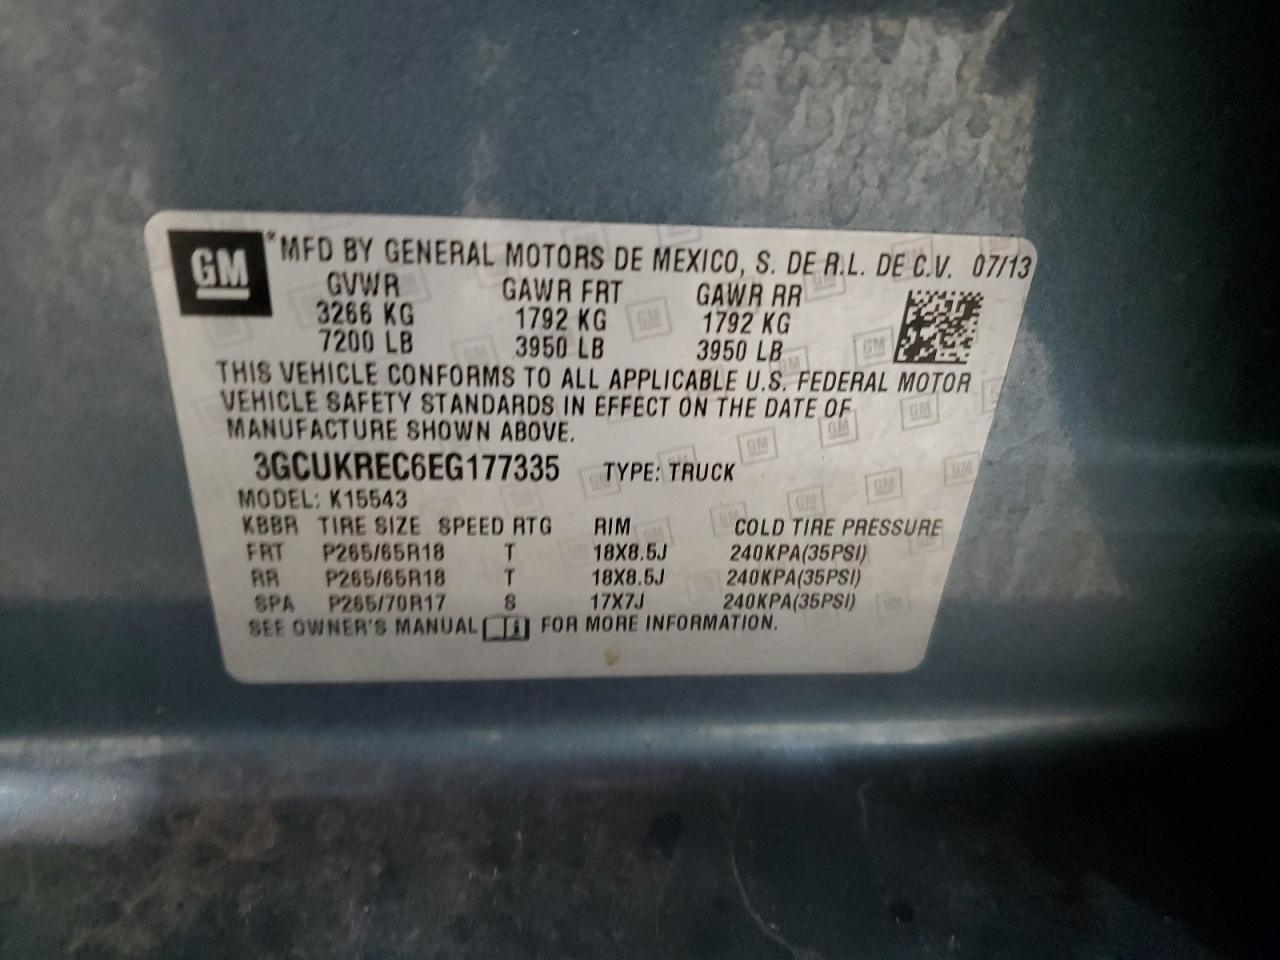 GM *MFD BY GENERAL MOTORS DE MEXICO, S. DE R.L. DE C.V. 07/13
GVWR GAWR FRT GAWR RR
3266 KG 1792 KG 1792 KG
7200 LB 3950 LB 3950 LB
THIS VEHICLE CONFORMS TO ALL APPLICABLE U.S. FEDERAL MOTOR
VEHICLE SAFETY STANDARDS IN EFFECT ON THE DATE OF
MANUFACTURE SHOWN ABOVE.
3GCUKREC6EG177335 TYPE: TRUCK
MODEL: K15543
KBBR TIRE SIZE SPEED RTG RIM COLD TIRE PRESSURE
FRT P265/65R18 T 18X8.5J 240KPA(35PSI)
RR P265/65R18 T 18X8.5J 240KPA(35PSI)
SPA P265/70R17 S 17X7J 240KPA(35PSI)
SEE OWNER'S MANUAL FOR MORE INFORMATION.